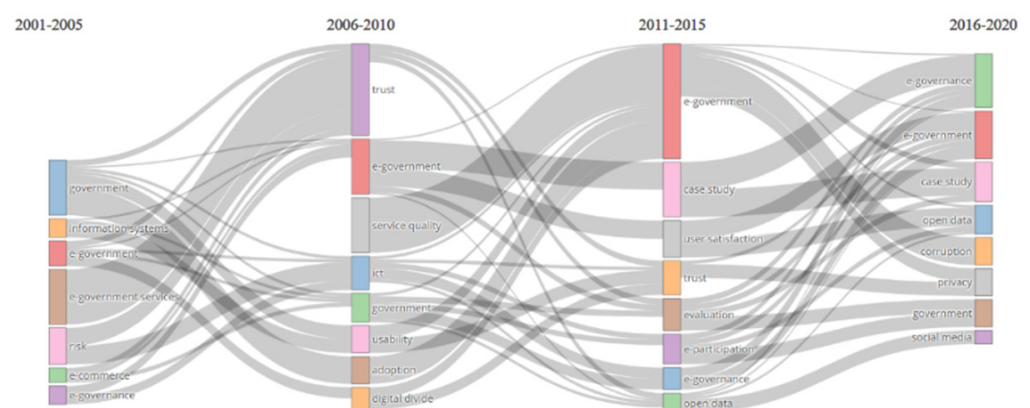 2001-2005
2006-2010
2011-2015
2016-2020
government
information systems
e-government
e-government services
risk
e-commerce
e-governance
trust
e-government
service quality
ict
government
usability
adoption
digital divide
e-government
case study
user satisfaction
trust
evaluation
e-participation
e-governance
open data
e-governance
e-government
case study
open data
corruption
privacy
government
social media